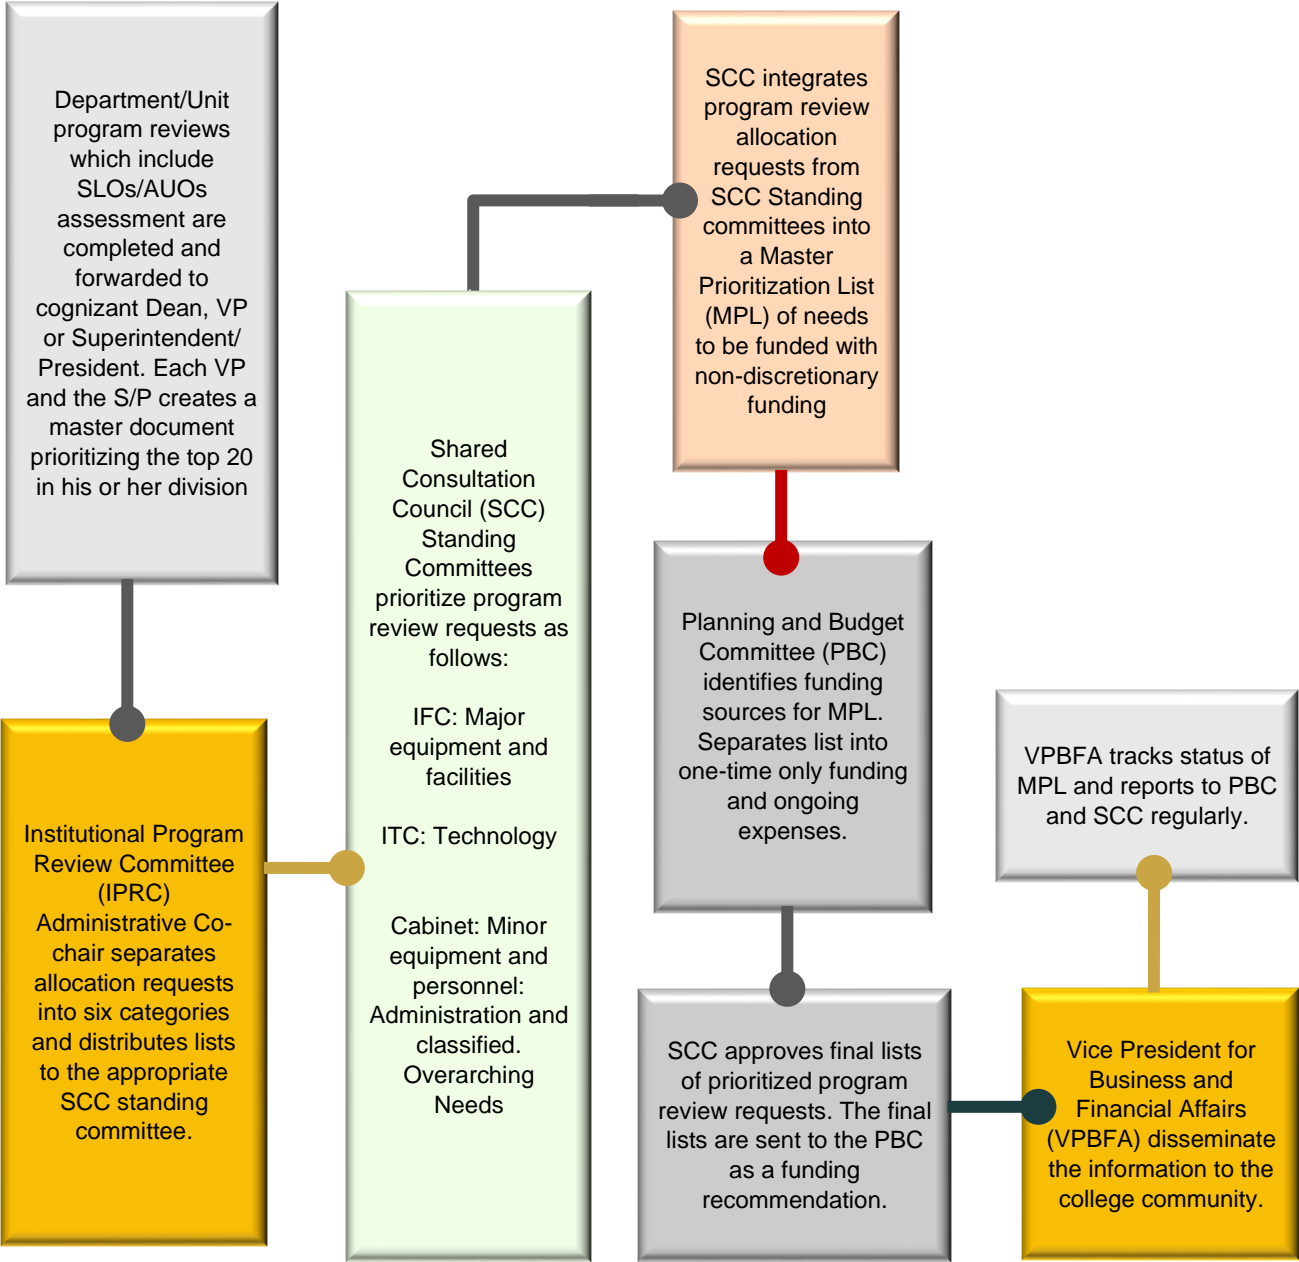 Department/Unit
program reviews
which include
SLOs/AUOs
assessment are
completed and
forwarded to
cognizant Dean, VP
or Superintendent/
President. Each VP
and the S/P creates a
master document
prioritizing the top 20
in his or her division
Institutional Program
Review Committee
(IPRC)
Administrative Co-
chair separates
allocation requests
into six categories
and distributes lists
to the appropriate
SCC standing
committee.
Shared
Consultation
Council (SCC)
Standing
Committees
prioritize program
review requests as
follows:
IFC: Major
equipment and
facilities
ITC: Technology
Cabinet: Minor
equipment and
personnel:
Administration and
classified.
Overarching
Needs
SCC integrates
program review
allocation
requests from
SCC Standing
committees into
a Master
Prioritization List
(MPL) of needs
to be funded with
non-discretionary
funding
Planning and Budget
Committee (PBC)
identifies funding
sources for MPL.
Separates list into
one-time only funding
and ongoing
expenses.
SCC approves final lists
of prioritized program
review requests. The final
lists are sent to the PBC
as a funding
recommendation.
Vice President for
Business and
Financial Affairs
(VPBFA) disseminate
the information to the
college community.
VPBFA tracks status of
MPL and reports to PBC
and SCC regularly.